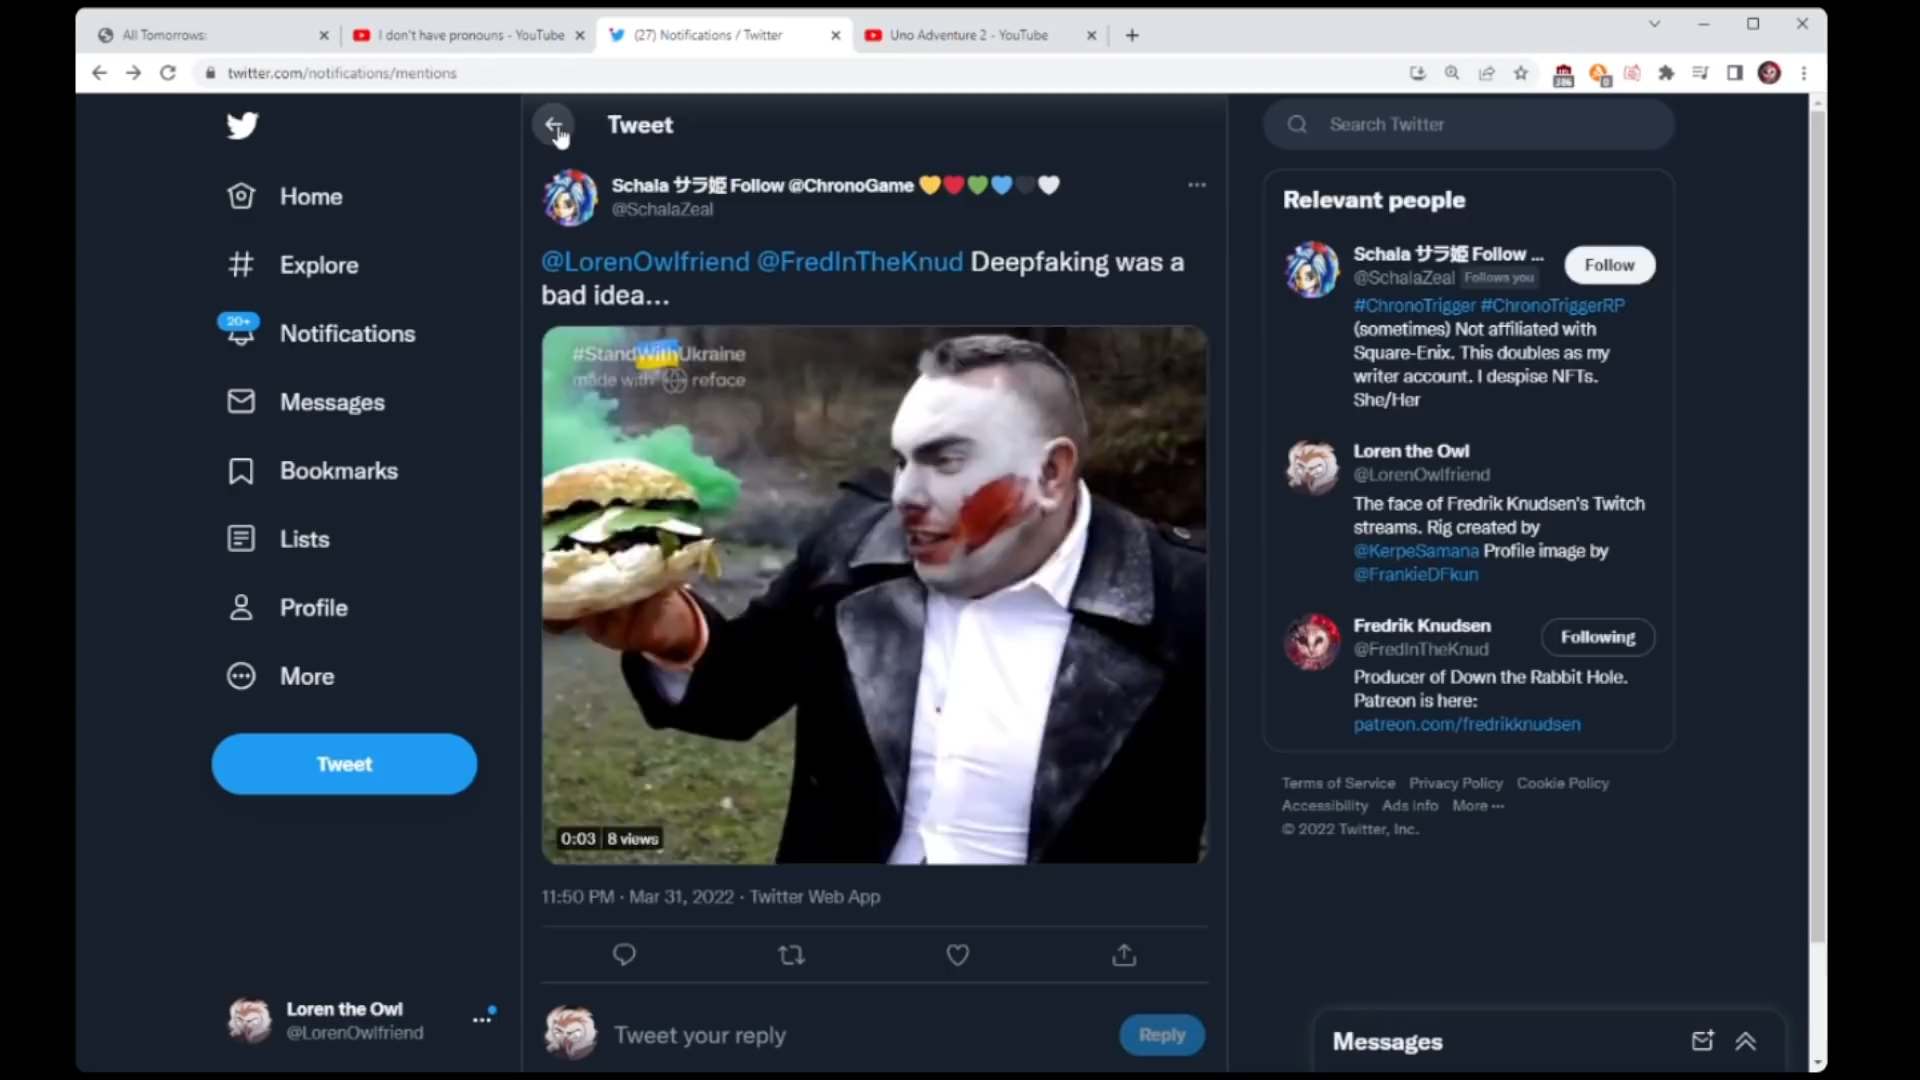 All Tomorrows:
I don't have pronouns - YouTube
(27) Notifications / Twitter
Uno Adventure 2 - YouTube
twitter.com/notifications/mentions
386
0
Tweet
Search Twitter
Home
Explore
20+
Notifications
Messages
Bookmarks
Lists
Profile
More
Tweet
Loren the Owl
@LorenOwlfriend
Schala サラ姫 Follow @ChronoGame 💛❤️💚💙🖤🤍
@SchalaZeal
@LorenOwlfriend @FredInTheKnud Deepfaking was a
bad idea...
#StandWithUkraine
made with reface
0:03 8 views
11:50 PM · Mar 31, 2022 · Twitter Web App
Tweet your reply
Reply
Relevant people
Schala サラ姫 Follow ...
Follow
@SchalaZeal Follows you
#ChronoTrigger #ChronoTriggerRP
(sometimes) Not affiliated with
Square-Enix. This doubles as my
writer account. I despise NFTs.
She/Her
Loren the Owl
@LorenOwlfriend
The face of Fredrik Knudsen's Twitch
streams. Rig created by
@KerpeSamana Profile image by
@FrankieDFkun
Fredrik Knudsen
Following
@FredInTheKnud
Producer of Down the Rabbit Hole.
Patreon is here:
patreon.com/fredrikknudsen
Terms of Service Privacy Policy Cookie Policy
Accessibility Ads info More ···
© 2022 Twitter, Inc.
Messages